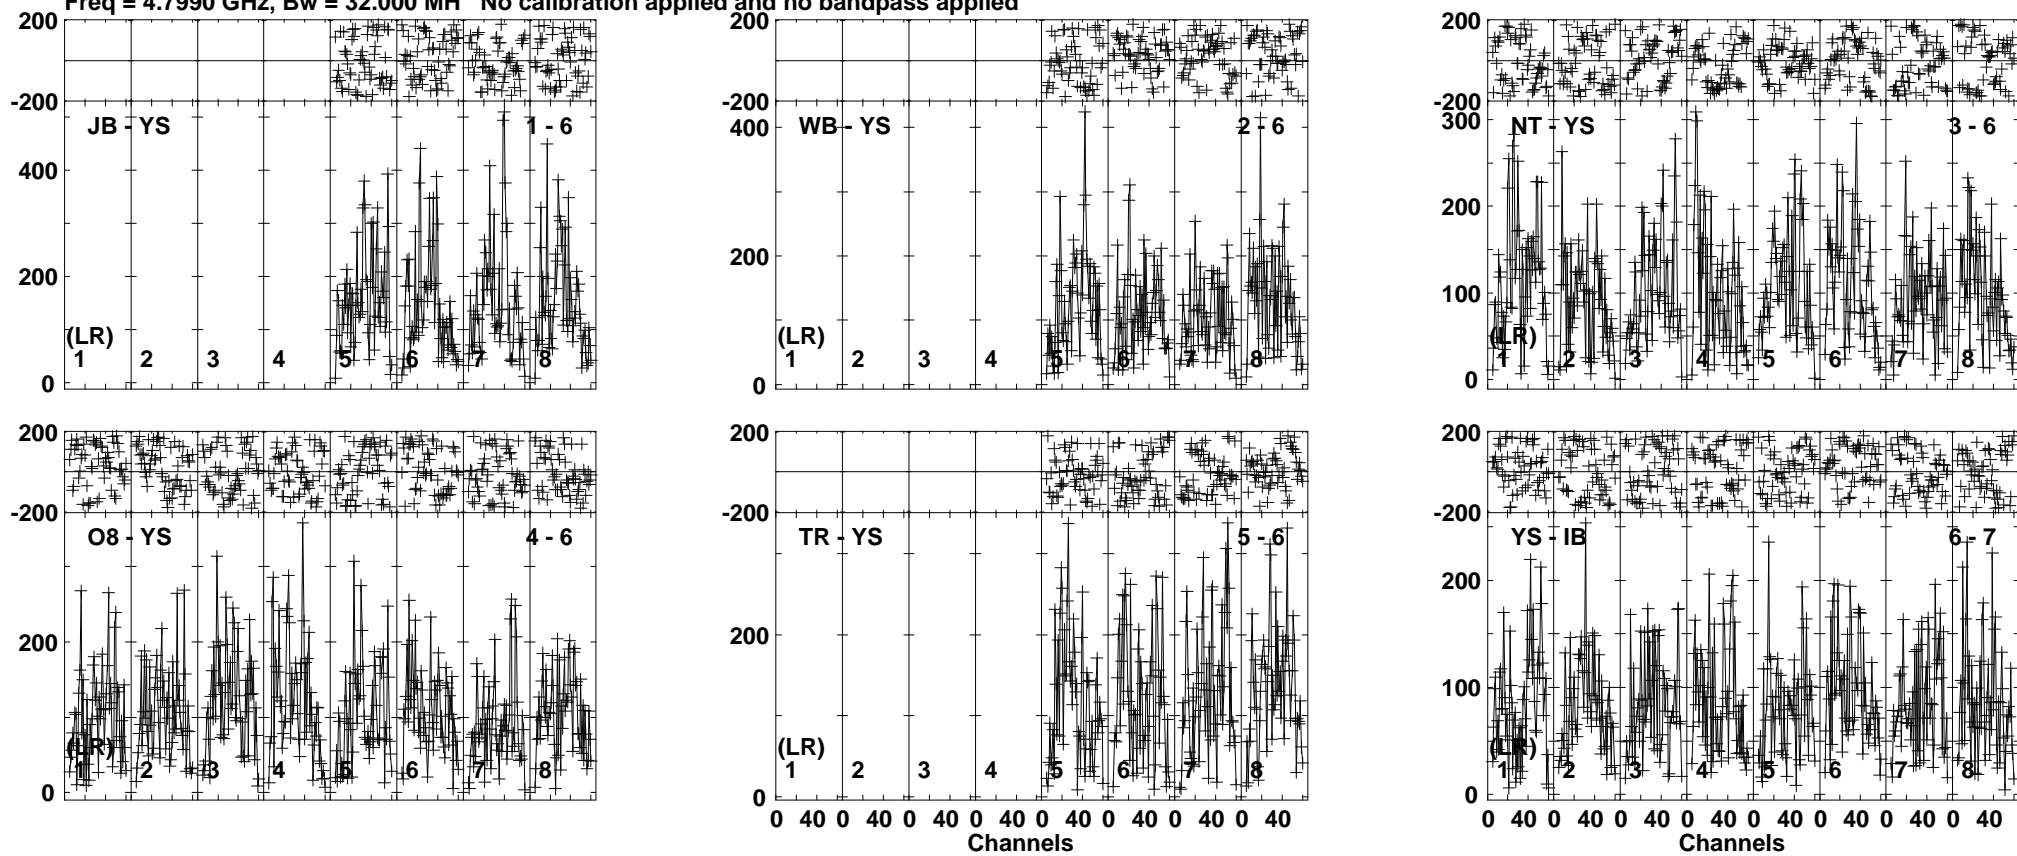 Freq = 4.7990 GHz, Bw = 32.000 MH No calibration applied and no bandpass applied
200
-200
JB - YS
1 - 6
400
200
0
(LR)
1 2 3 4 5 6 7 8
200
-200
WB - YS
2 - 6
400
200
0
(LR)
1 2 3 4 5 6 7 8
200
-200
NT - YS
3 - 6
300
200
100
0
(LR)
1 2 3 4 5 6 7 8
200
-200
O8 - YS
4 - 6
200
0
(LR)
1 2 3 4 5 6 7 8
200
-200
TR - YS
5 - 6
200
0
(LR)
1 2 3 4 5 6 7 8
0 40 0 40 0 40 0 40 0 40 0 40 0 40 0 40
Channels
200
-200
YS - IB
6 - 7
200
100
0
(LR)
1 2 3 4 5 6 7 8
0 40 0 40 0 40 0 40 0 40 0 40 0 40 0 40
Channels